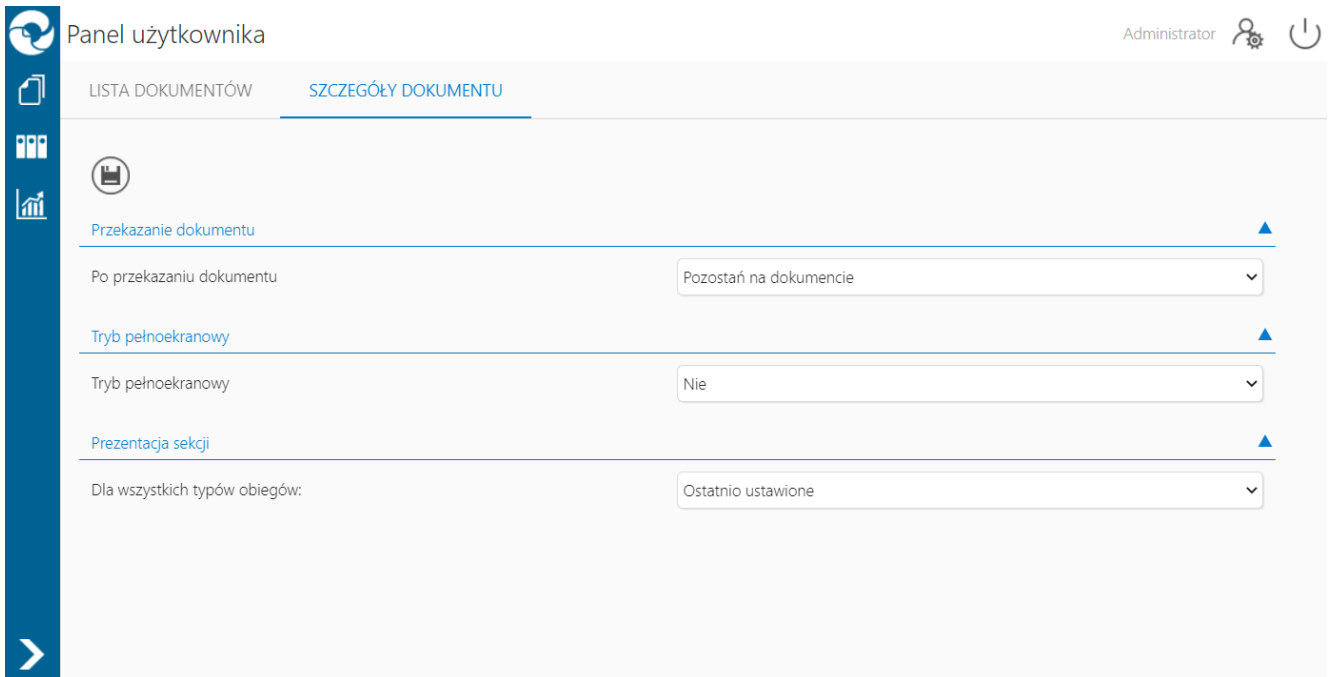 Panel użytkownika
Administrator
LISTA DOKUMENTÓW
SZCZEGÓŁY DOKUMENTU
Przekazanie dokumentu
Po przekazaniu dokumentu
Pozostań na dokumencie
Tryb pełnoekranowy
Tryb pełnoekranowy
Nie
Prezentacja sekcji
Dla wszystkich typów obiegów:
Ostatnio ustawione